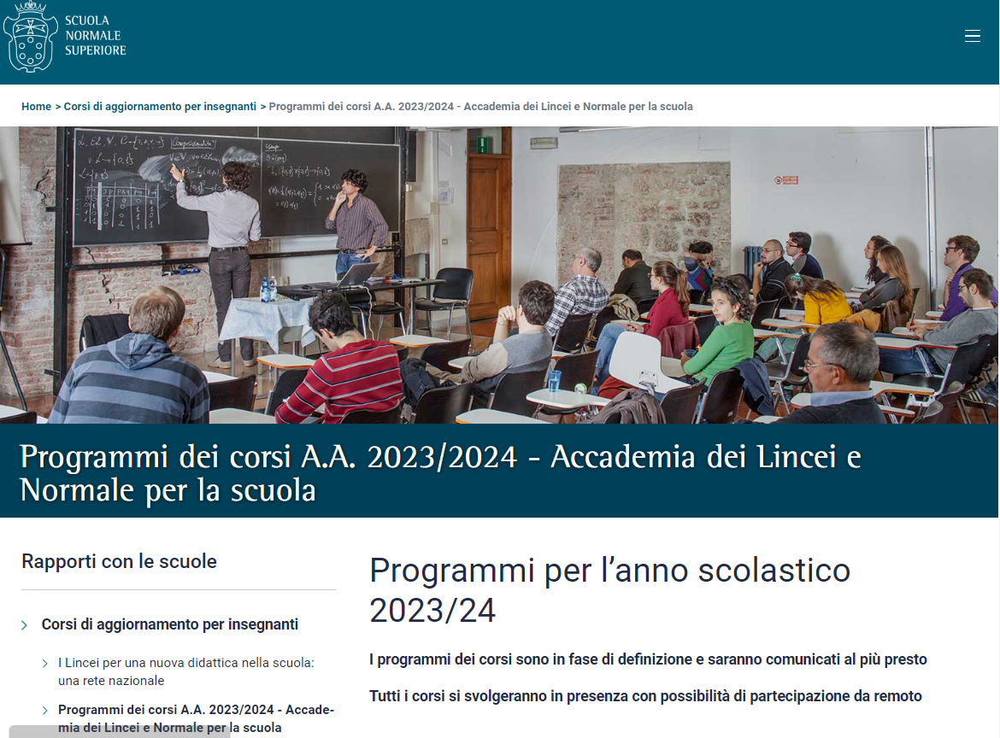 SCUOLA
NORMALE
SUPERIORE
Home > Corsi di aggiornamento per insegnanti > Programmi dei corsi A.A. 2023/2024 - Accademia dei Lincei e Normale per la scuola
Programmi dei corsi A.A. 2023/2024 - Accademia dei Lincei e
Normale per la scuola
Rapporti con le scuole
Corsi di aggiornamento per insegnanti
I Lincei per una nuova didattica nella scuola:
una rete nazionale
Programmi dei corsi A.A. 2023/2024 - Accade-
mia dei Lincei e Normale per la scuola
Programmi per l’anno scolastico
2023/24
I programmi dei corsi sono in fase di definizione e saranno comunicati al più presto
Tutti i corsi si svolgeranno in presenza con possibilità di partecipazione da remoto